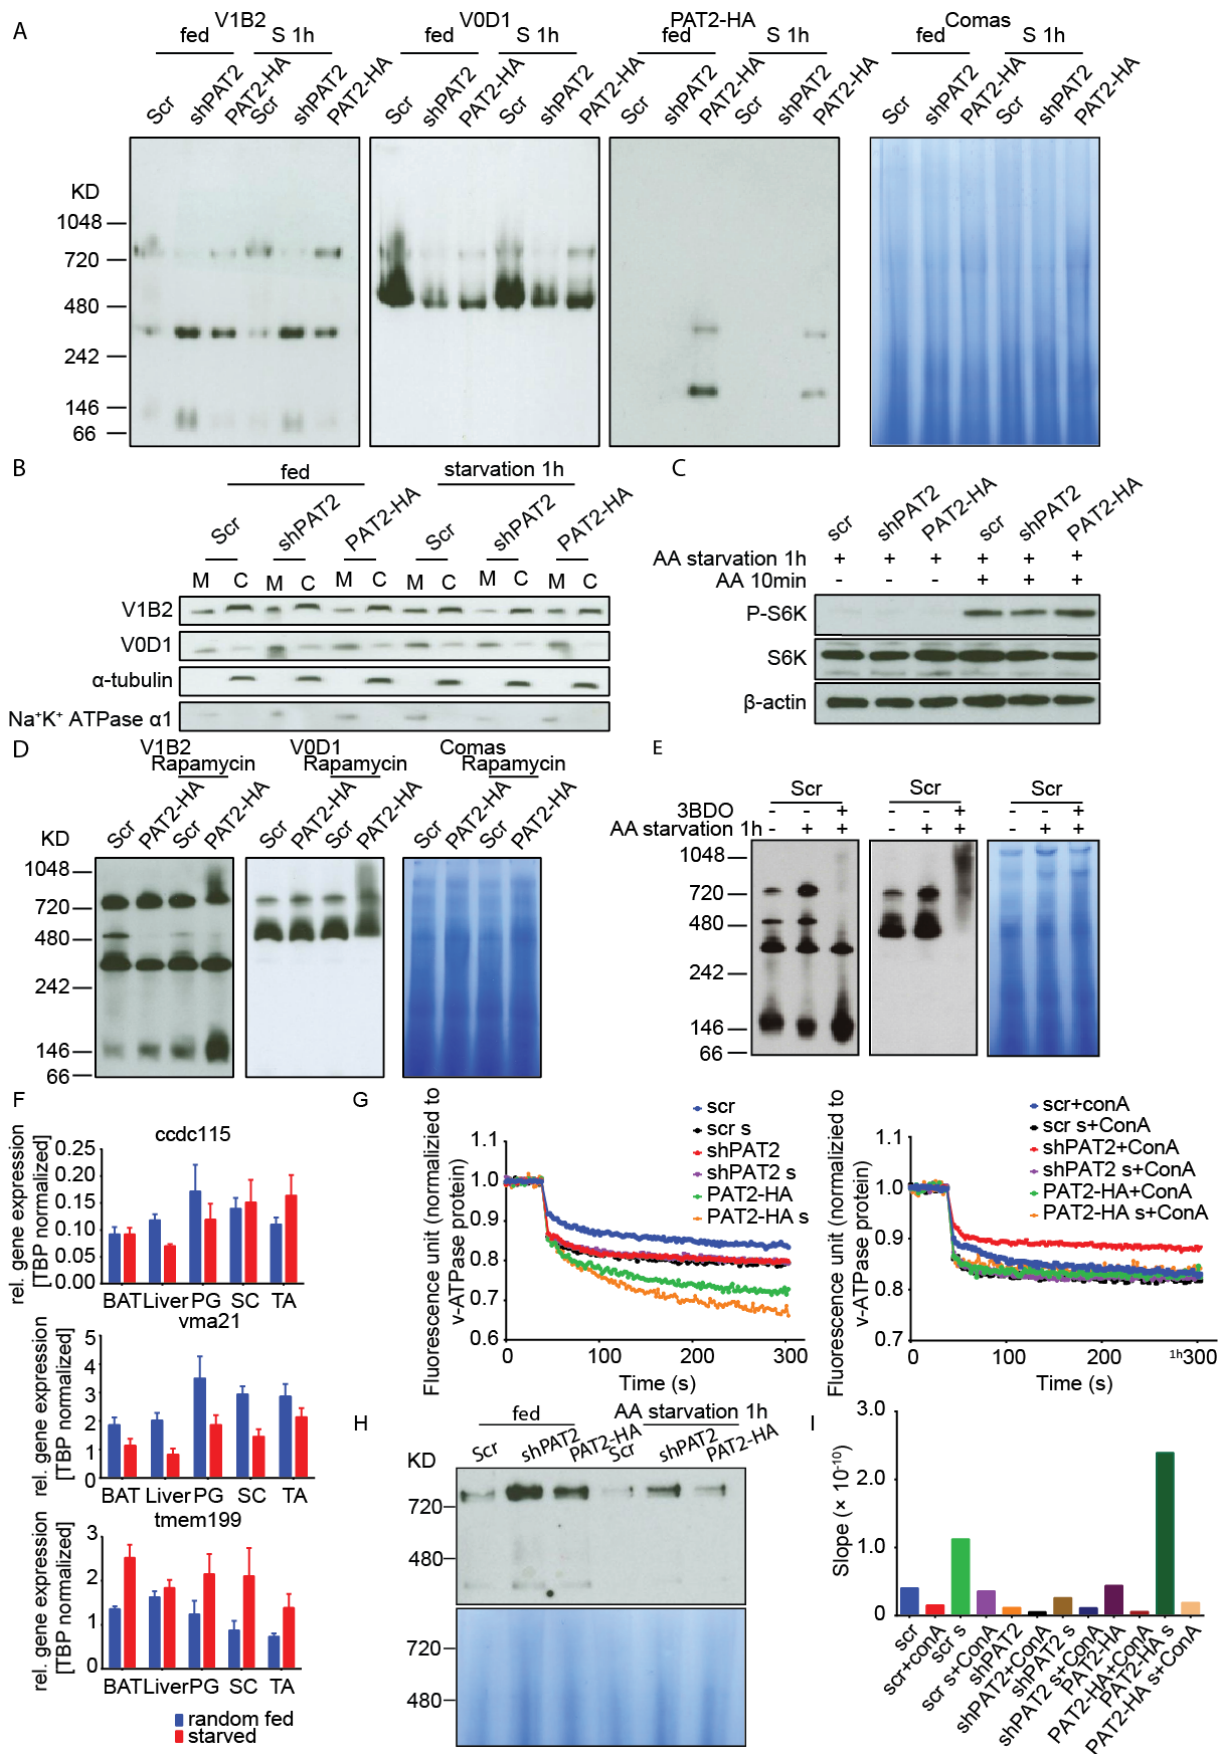 A
V1B2
V0D1
PAT2-HA
Comas
fed S 1h fed S 1h fed S 1h fed S 1h
Scr shPAT2 PAT2-HA Scr shPAT2 PAT2-HA Scr shPAT2 PAT2-HA Scr shPAT2 PAT2-HA Scr shPAT2 PAT2-HA Scr shPAT2 PAT2-HA Scr shPAT2 PAT2-HA Scr shPAT2 PAT2-HA
KD
1048
720
480
242
146
66
B
fed starvation 1h
Scr shPAT2 PAT2-HA Scr shPAT2 PAT2-HA
M C M C M C M C M C M C
V1B2
V0D1
α-tubulin
Na⁺K⁺ ATPase α1
C
scr shPAT2 PAT2-HA scr shPAT2 PAT2-HA
AA starvation 1h + + + + + +
AA 10min - - - + + +
P-S6K
S6K
β-actin
D
V1B2 V0D1 Comas
Rapamycin Rapamycin Rapamycin
Scr PAT2-HA Scr PAT2-HA Scr PAT2-HA Scr PAT2-HA Scr PAT2-HA Scr PAT2-HA
KD
1048
720
480
242
146
66
E
Scr Scr Scr
3BDO - - + - - + - - +
AA starvation 1h - + + - + + - + +
1048
720
480
242
146
66
F
ccdc115
rel. gene expression
[TBP normalized]
0.25
0.20
0.15
0.10
0.05
0.00
BAT Liver PG SC TA
vma21
rel. gene expression
[TBP normalized]
5
4
3
2
1
0
BAT Liver PG SC TA
tmem199
rel. gene expression
[TBP normalized]
3
2
1
0
BAT Liver PG SC TA
random fed
starved
G
Fluorescence unit (normalizied to
v-ATPase protein)
1.1
1.0
0.9
0.8
0.7
0.6
0 100 200 300
Time (s)
scr
scr s
shPAT2
shPAT2 s
PAT2-HA
PAT2-HA s
Fluorescence unit (normalized to
v-ATPase protein)
1.1
1.0
0.9
0.8
0.7
0 100 200 1h 300
Time (s)
scr+conA
scr s+ConA
shPAT2+ConA
shPAT2 s+ConA
PAT2-HA+ConA
PAT2-HA s+ConA
H
fed AA starvation 1h
Scr shPAT2 PAT2-HA Scr shPAT2 PAT2-HA
KD
720
480
720
480
I
Slope (× 10⁻¹⁰)
3.0
2.0
1.0
0
scr
scr+conA
scr s
scr s+ConA
shPAT2
shPAT2+ConA
shPAT2 s
shPAT2 s+ConA
PAT2-HA
PAT2-HA+ConA
PAT2-HA s
PAT2-HA s+ConA